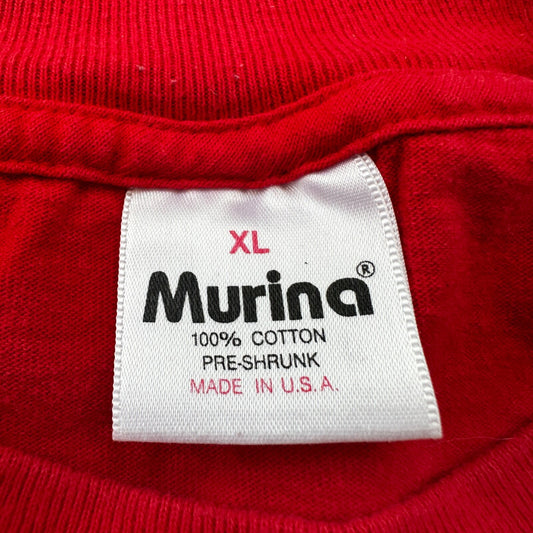 XL
Murina®
100% COTTON
PRE-SHRUNK
MADE IN U.S.A.